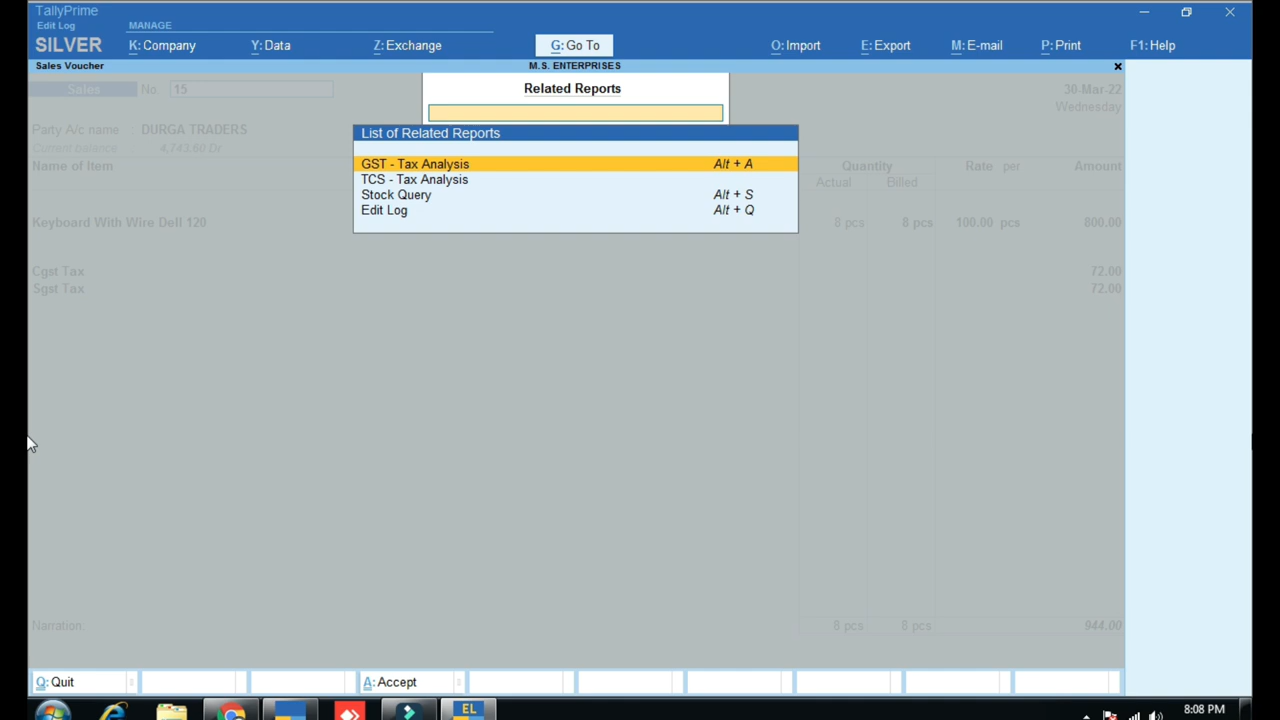 TallyPrime
Edit Log
MANAGE
SILVER
K: Company
Y: Data
Z: Exchange
G: Go To
O: Import
E: Export
M: E-mail
P: Print
F1: Help
Sales Voucher
M.S. ENTERPRISES
×
Related Reports
Sales
No.
15
30-Mar-22
Wednesday
List of Related Reports
Party A/c name : DURGA TRADERS
Current balance : 4,743.60 Dr
GST - Tax Analysis Alt + A
TCS - Tax Analysis
Stock Query Alt + S
Edit Log Alt + Q
Name of Item
Quantity
Rate per
Amount
Actual
Billed
Keyboard With Wire Dell 120
8 pcs
8 pcs
100.00 pcs
800.00
Cgst Tax
72.00
Sgst Tax
72.00
Narration
8 pcs
8 pcs
944.00
Q: Quit
A: Accept
EL
8:08 PM